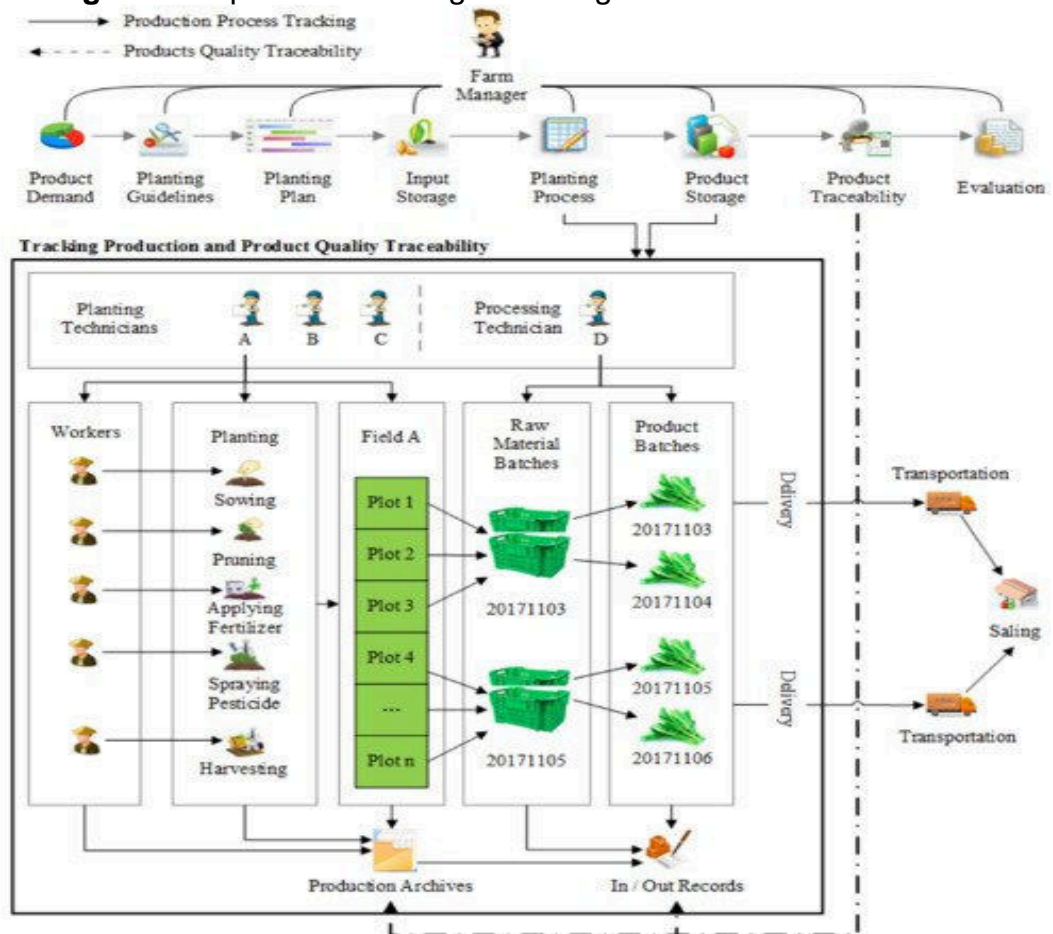 Production Process Tracking
Products Quality Traceability
Farm
Manager
Product
Demand
Planting
Guidelines
Planting
Plan
Input
Storage
Planting
Process
Product
Storage
Product
Traceability
Evaluation
Tracking Production and Product Quality Traceability
Planting
Technicians
A
B
C
Processing
Technician
D
Workers
Planting
Sowing
Pruning
Applying
Fertilizer
Spraying
Pesticide
Harvesting
Field A
Plot 1
Plot 2
Plot 3
Plot 4
---
Plot n
Raw
Material
Batches
20171103
20171105
Product
Batches
20171103
20171104
20171105
20171106
Delivery
Delivery
Transportation
Saling
Transportation
Production Archives
In / Out Records